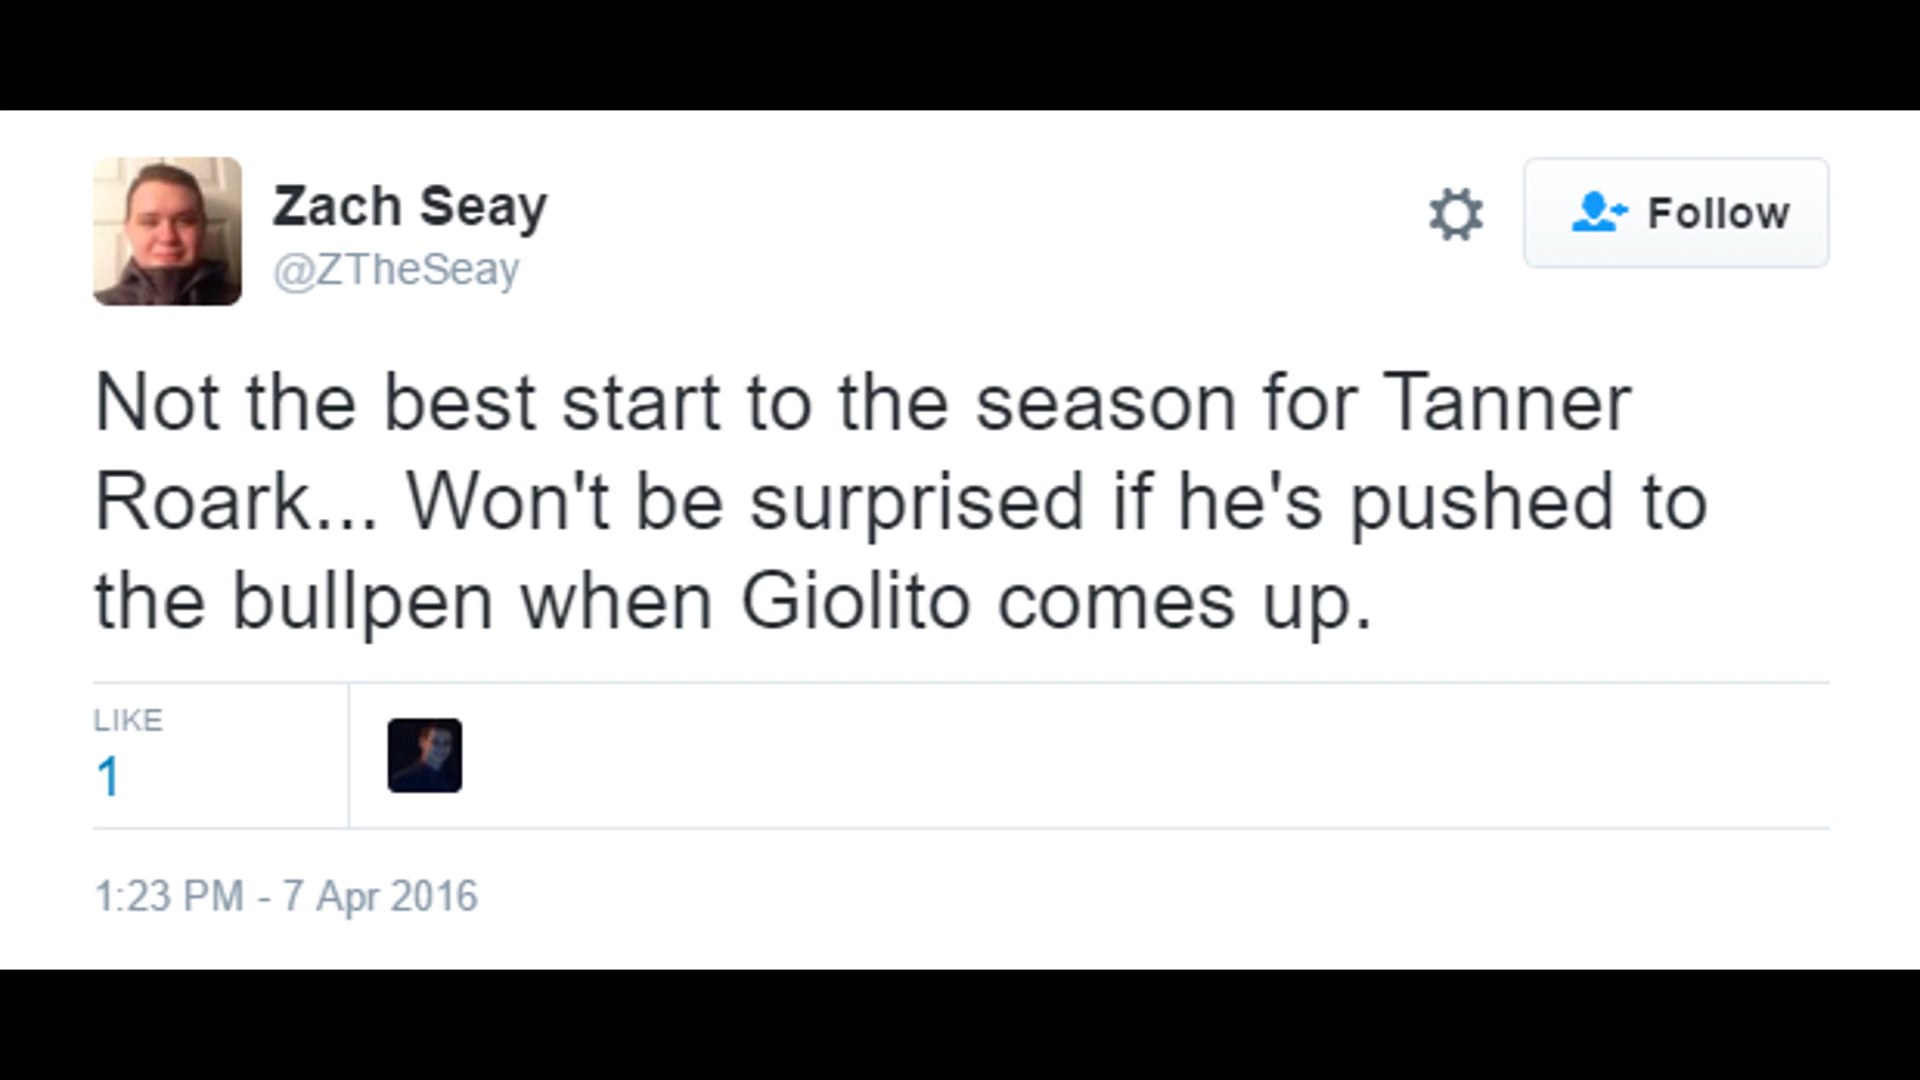 Zach Seay
@ZTheSeay
Follow
Not the best start to the season for Tanner
Roark... Won't be surprised if he's pushed to
the bullpen when Giolito comes up.
LIKE
1
1:23 PM - 7 Apr 2016